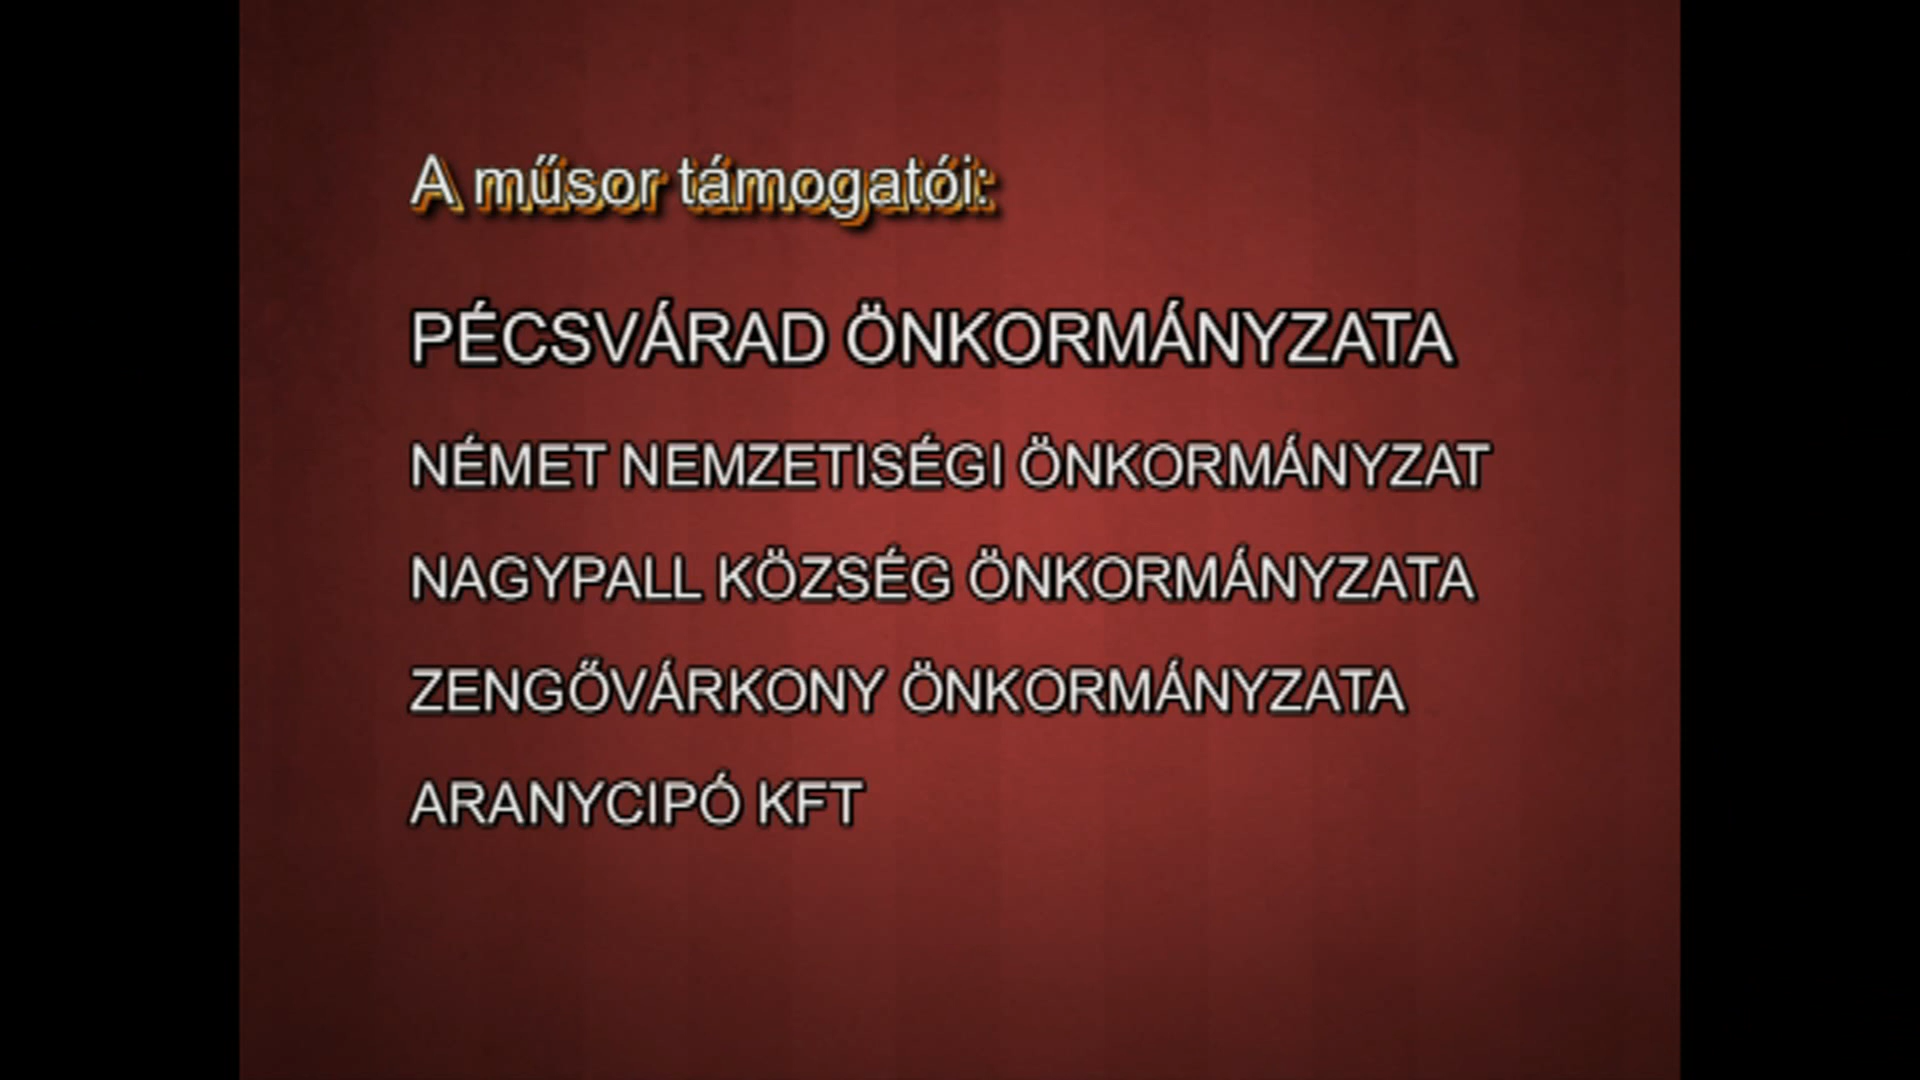 A műsor támogatói:
PÉCSVÁRAD ÖNKORMÁNYZATA
NÉMET NEMZETISÉGI ÖNKORMÁNYZAT
NAGYPALL KÖZSÉG ÖNKORMÁNYZATA
ZENGŐVÁRKONY ÖNKORMÁNYZATA
ARANYCIPÓ KFT